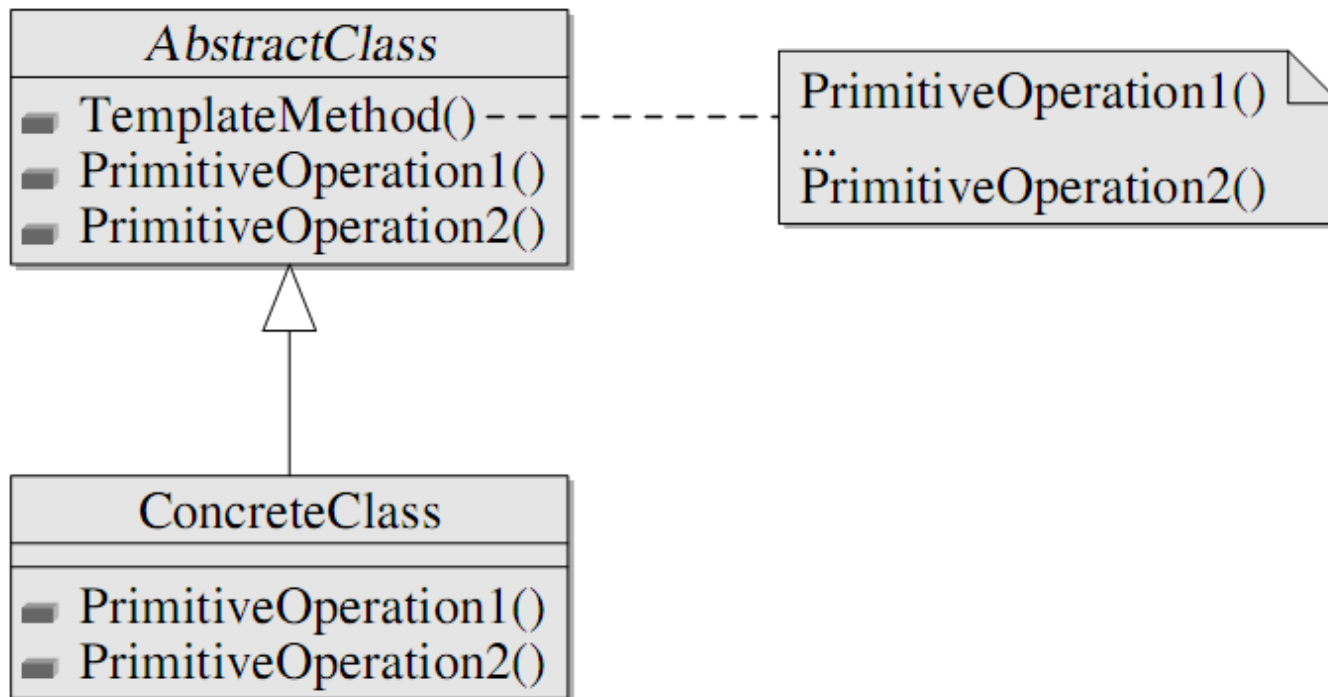 AbstractClass
TemplateMethod()
PrimitiveOperation1()
PrimitiveOperation2()
PrimitiveOperation1()
...
PrimitiveOperation2()
ConcreteClass
PrimitiveOperation1()
PrimitiveOperation2()